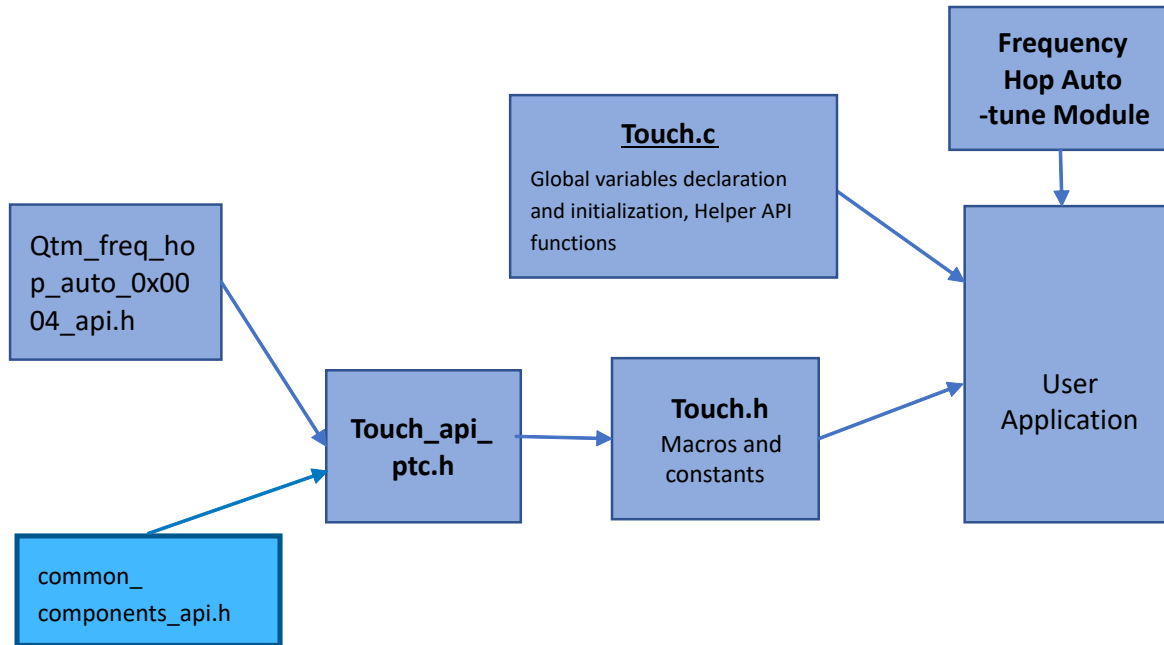 Frequency
Hop Auto
-tune Module
Touch.c
Global variables declaration
and initialization, Helper API
functions
Qtm_freq_ho
p_auto_0x00
04_api.h
Touch_api_
ptc.h
Touch.h
Macros and
constants
User
Application
common_
components_api.h